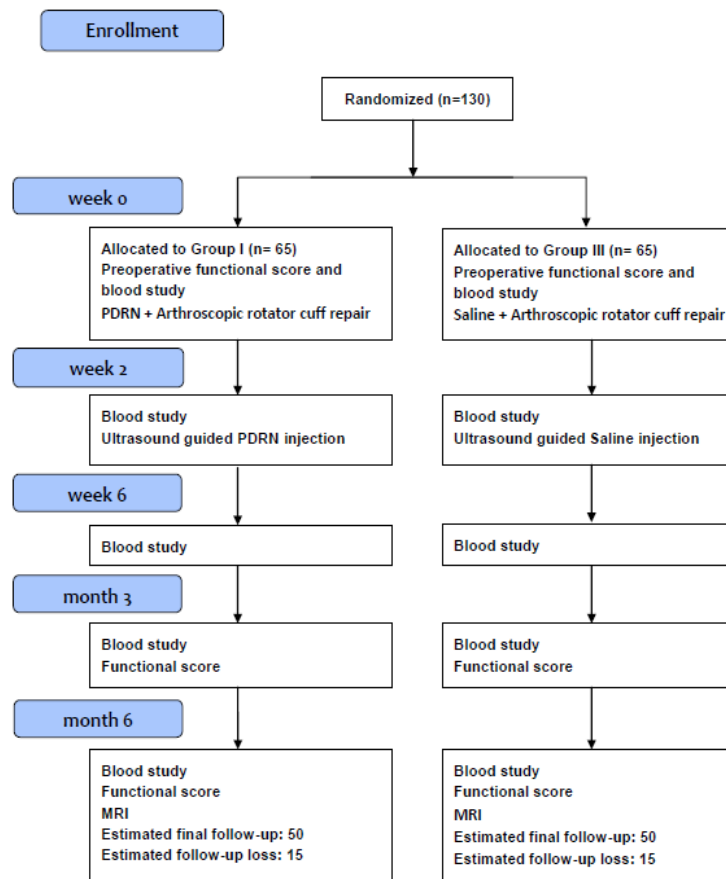 Enrollment
Randomized (n=130)
week 0
Allocated to Group I (n= 65)
Preoperative functional score and
blood study
PDRN + Arthroscopic rotator cuff repair
Allocated to Group III (n= 65)
Preoperative functional score and
blood study
Saline + Arthroscopic rotator cuff repair
week 2
Blood study
Ultrasound guided PDRN injection
Blood study
Ultrasound guided Saline injection
week 6
Blood study
Blood study
month 3
Blood study
Functional score
Blood study
Functional score
month 6
Blood study
Functional score
MRI
Estimated final follow-up: 50
Estimated follow-up loss: 15
Blood study
Functional score
MRI
Estimated final follow-up: 50
Estimated follow-up loss: 15